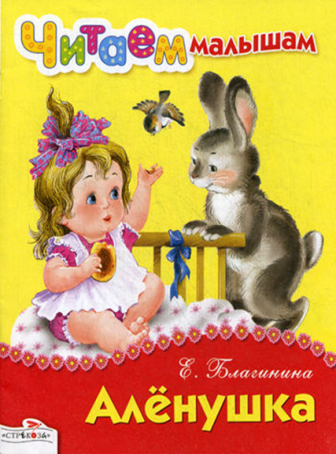 Читаем
малышам
Е. Благинина
Алёнушка
«СТРЕКОЗА»